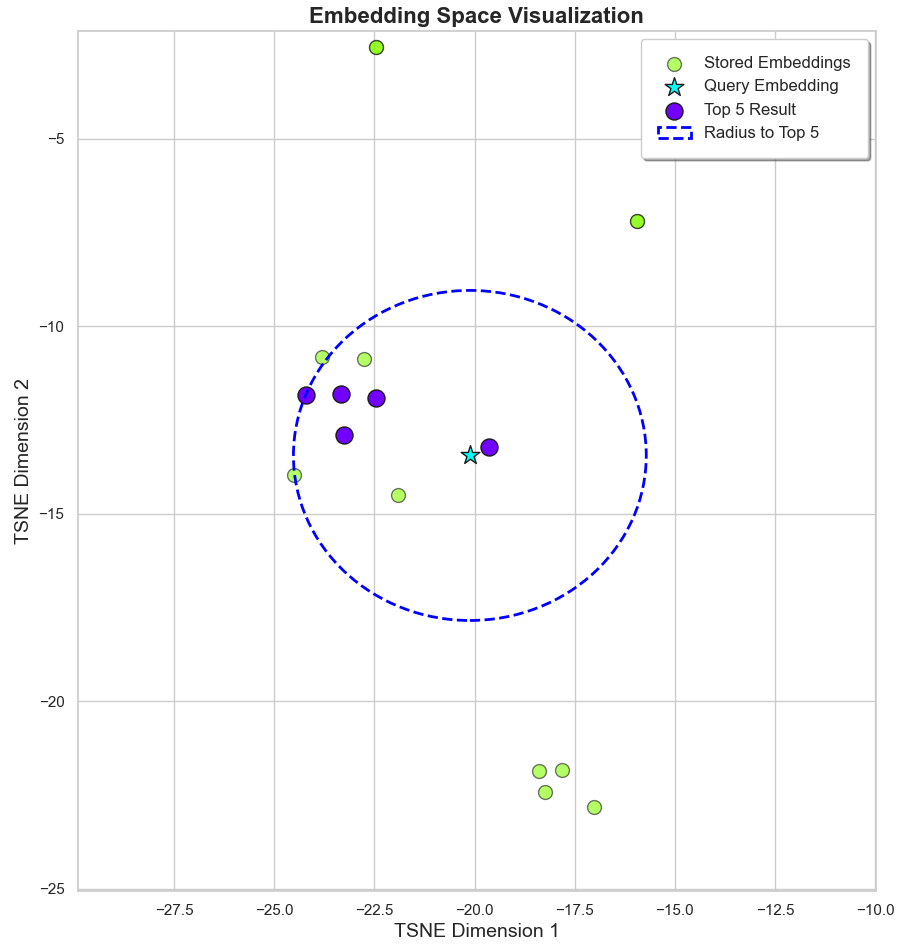 Embedding Space Visualization
Stored Embeddings
Query Embedding
Top 5 Result
Radius to Top 5
−5
−10
−15
−20
−25
TSNE Dimension 2
−27.5 −25.0 −22.5 −20.0 −17.5 −15.0 −12.5 −10.0
TSNE Dimension 1